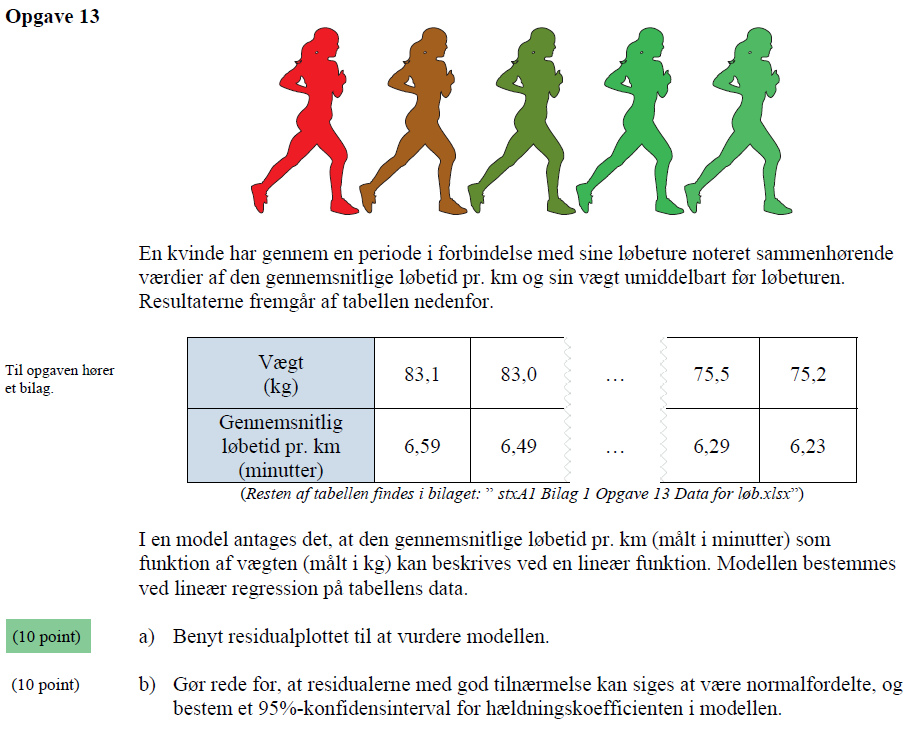 Opgave 13
En kvinde har gennem en periode i forbindelse med sine løbeture noteret sammenhørende
værdier af den gennemsnitlige løbetid pr. km og sin vægt umiddelbart før løbeturen.
Resultaterne fremgår af tabellen nedenfor.
Til opgaven hører
et bilag.
Vægt
(kg)
83,1
83,0
…
75,5
75,2
Gennemsnitlig
løbetid pr. km
(minutter)
6,59
6,49
…
6,29
6,23
(Resten af tabellen findes i bilaget: ” stxA1 Bilag 1 Opgave 13 Data for løb.xlsx”)
I en model antages det, at den gennemsnitlige løbetid pr. km (målt i minutter) som
funktion af vægten (målt i kg) kan beskrives ved en lineær funktion. Modellen bestemmes
ved lineær regression på tabellens data.
(10 point) a) Benyt residualplottet til at vurdere modellen.
(10 point) b) Gør rede for, at residualerne med god tilnærmelse kan siges at være normalfordelte, og
bestem et 95%-konfidensinterval for hældningskoefficienten i modellen.